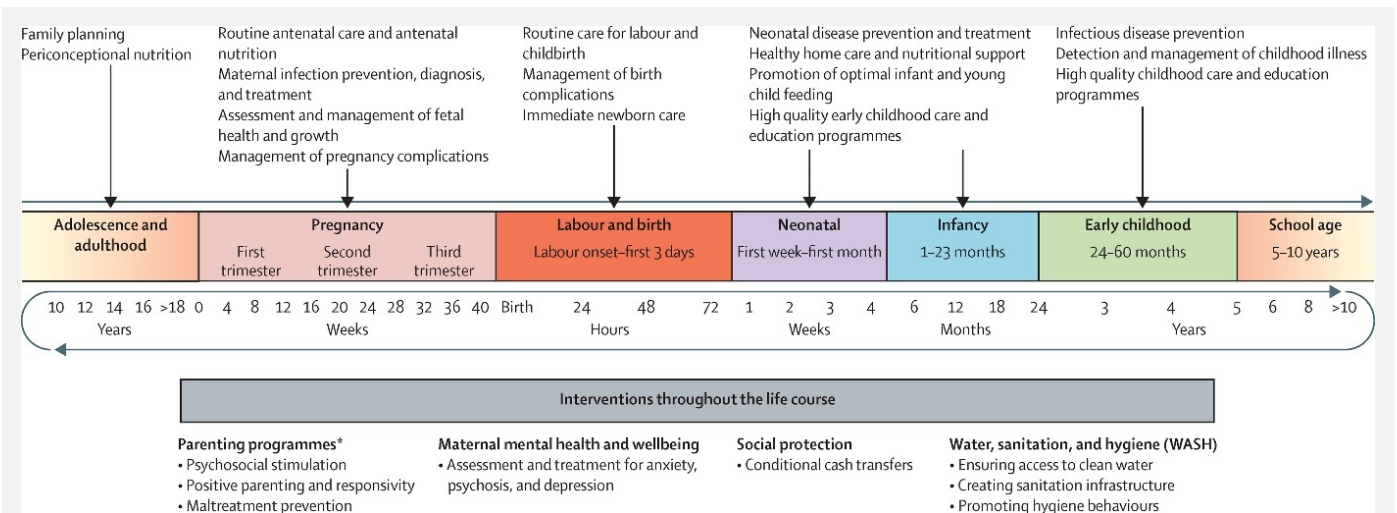 Family planning
Periconceptional nutrition
Routine antenatal care and antenatal
nutrition
Maternal infection prevention, diagnosis,
and treatment
Assessment and management of fetal
health and growth
Management of pregnancy complications
Routine care for labour and
childbirth
Management of birth
complications
Immediate newborn care
Neonatal disease prevention and treatment
Healthy home care and nutritional support
Promotion of optimal infant and young
child feeding
High quality early childhood care and
education programmes
Infectious disease prevention
Detection and management of childhood illness
High quality childhood care and education
programmes
Adolescence and
adulthood
Pregnancy
First
trimester
Second
trimester
Third
trimester
Labour and birth
Labour onset–first 3 days
Neonatal
First week–first month
Infancy
1–23 months
Early childhood
24–60 months
School age
5–10 years
10 12 14 16 >18 0 4 8 12 16 20 24 28 32 36 40 Birth 24 48 72 1 2 3 4 6 12 18 24 3 4 5 6 8 >10
Years Weeks Hours Weeks Months Years
Interventions throughout the life course
Parenting programmes*
• Psychosocial stimulation
• Positive parenting and responsivity
• Maltreatment prevention
Maternal mental health and wellbeing
• Assessment and treatment for anxiety,
psychosis, and depression
Social protection
• Conditional cash transfers
Water, sanitation, and hygiene (WASH)
• Ensuring access to clean water
• Creating sanitation infrastructure
• Promoting hygiene behaviours